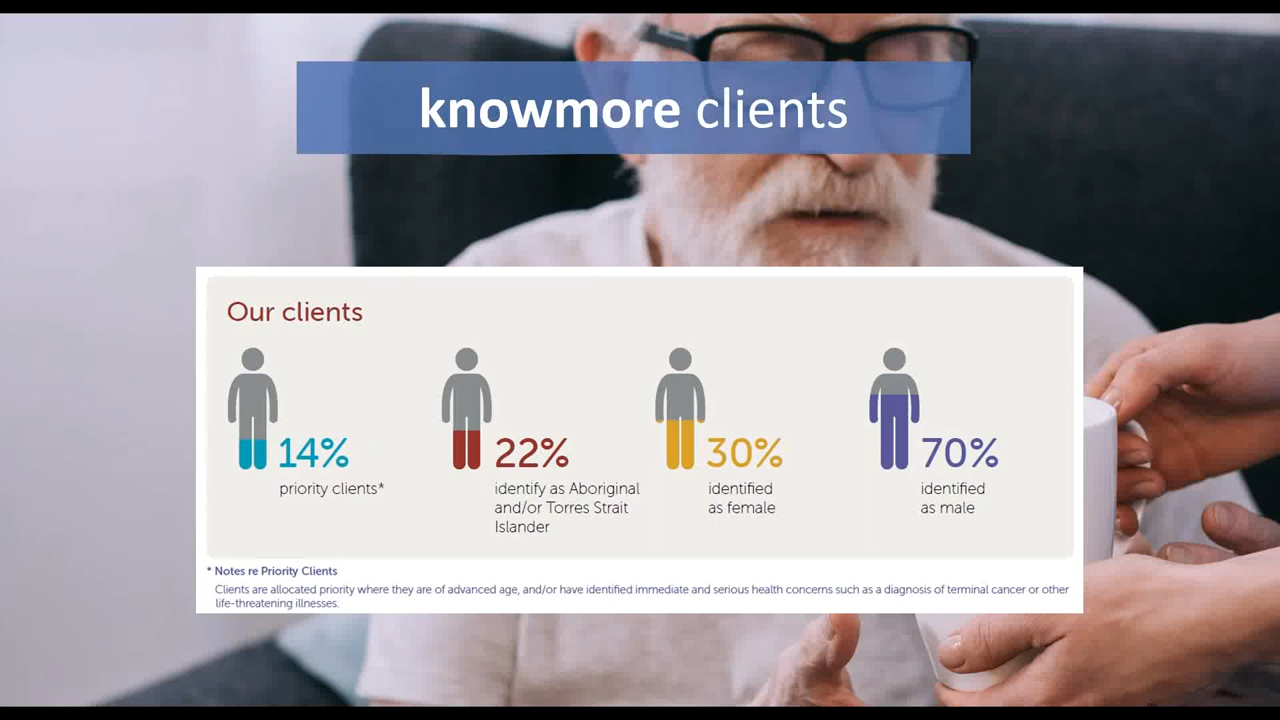 knowmore clients
Our clients
14%
priority clients*
22%
identify as Aboriginal
and/or Torres Strait
Islander
30%
identified
as female
70%
identified
as male
* Notes re Priority Clients
Clients are allocated priority where they are of advanced age, and/or have identified immediate and serious health concerns such as a diagnosis of terminal cancer or other
life-threatening illnesses.